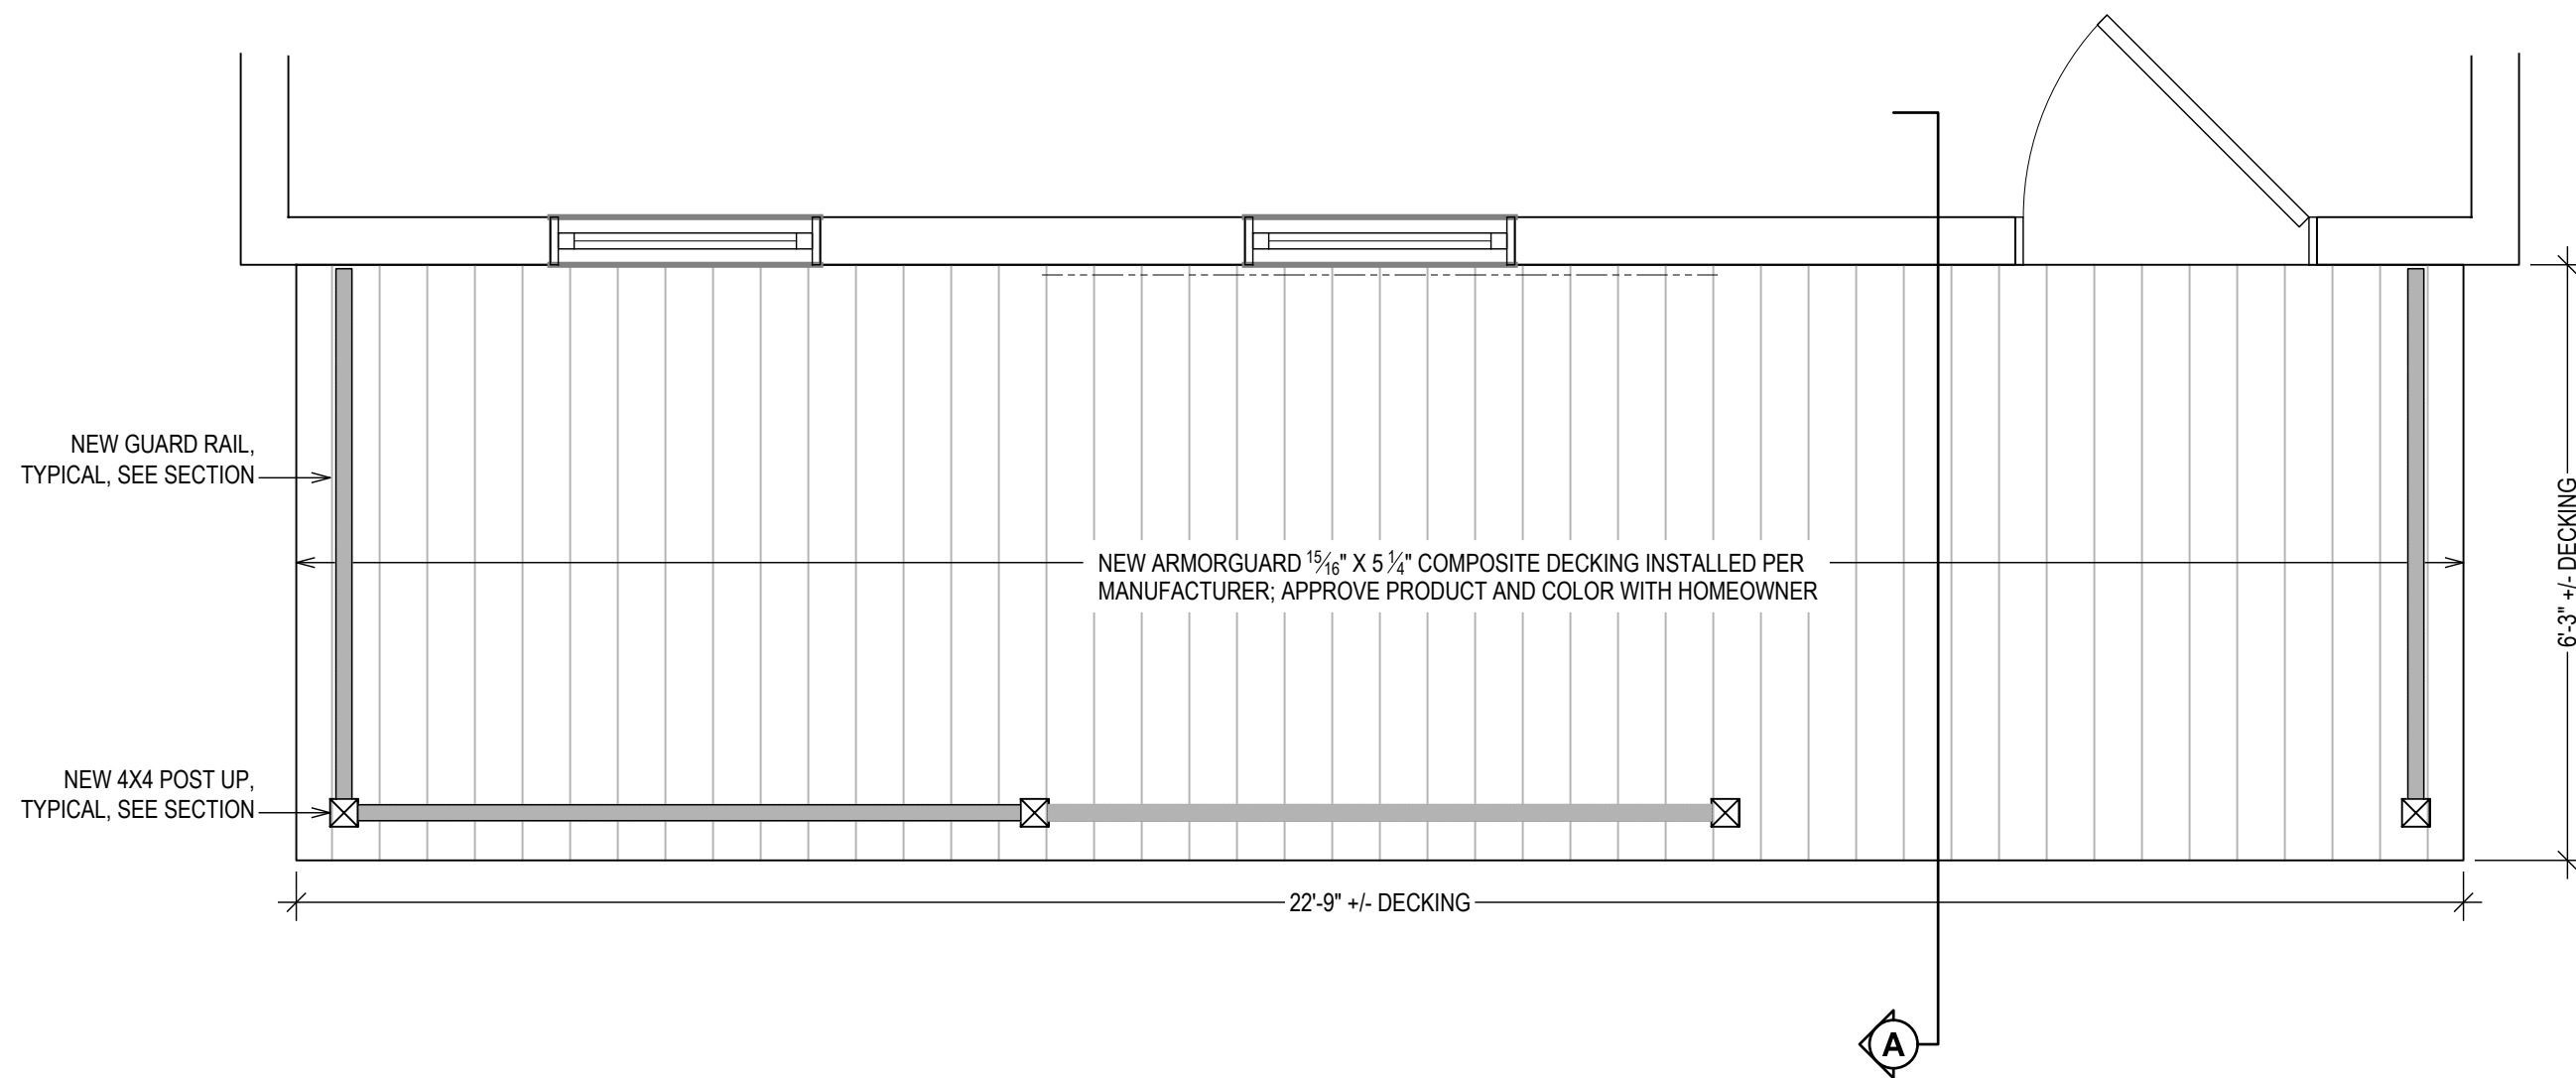 NEW GUARD RAIL,
TYPICAL, SEE SECTION
NEW ARMORGUARD 15/16" X 5 1/4" COMPOSITE DECKING INSTALLED PER
MANUFACTURER; APPROVE PRODUCT AND COLOR WITH HOMEOWNER
6'-3" +/- DECKING
NEW 4X4 POST UP,
TYPICAL, SEE SECTION
22'-9" +/- DECKING
A